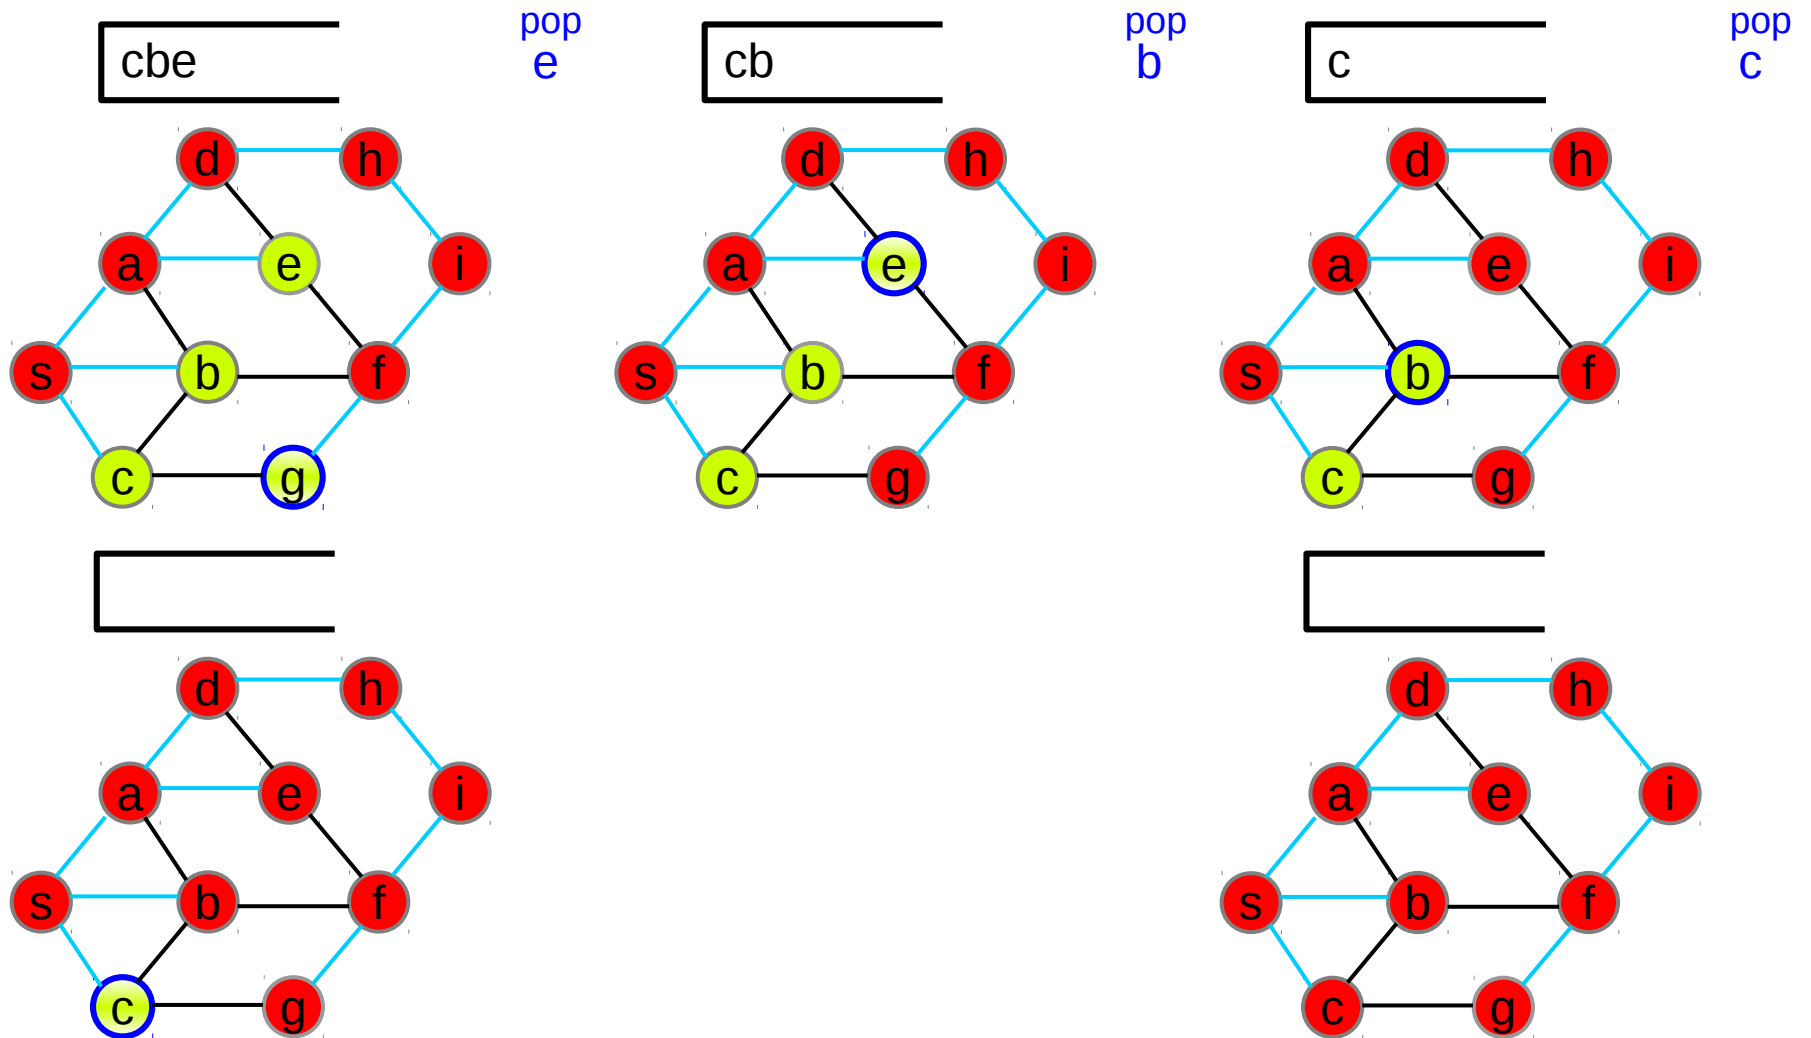 pop pop pop
cbe e cb b c c
d h d h d h
a e i a e i a e i
s b f s b f s b f
c g c g c g
d h d h
a e i a e i
s b f s b f
c g c g